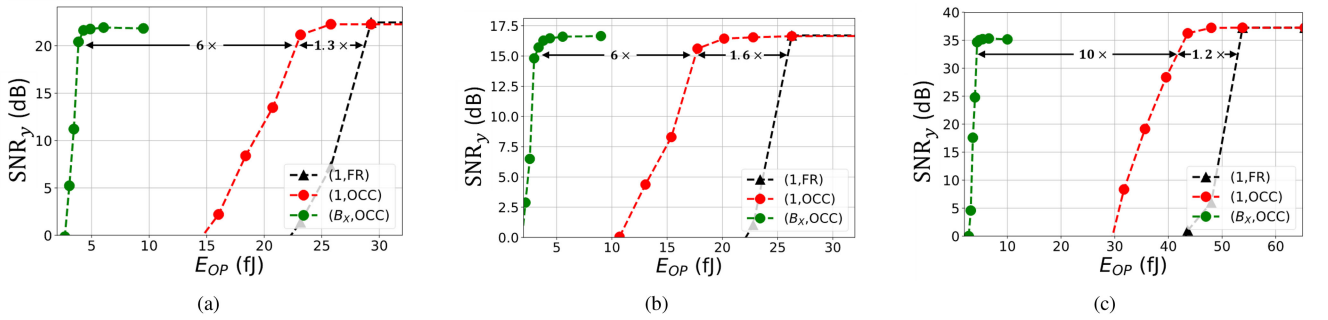 20
15
10
5
0
SNR_y (dB)
6 ×
1.3 ×
(1,FR)
(1,OCC)
(B_X,OCC)
5
10
15
20
25
30
E_OP (fJ)
(a)
17.5
15.0
12.5
10.0
7.5
5.0
2.5
0.0
SNR_y (dB)
6 ×
1.6 ×
(1,FR)
(1,OCC)
(B_X,OCC)
5
10
15
20
25
30
E_OP (fJ)
(b)
40
35
30
25
20
15
10
5
0
SNR_y (dB)
10 ×
1.2 ×
(1,FR)
(1,OCC)
(B_X,OCC)
10
20
30
40
50
60
E_OP (fJ)
(c)